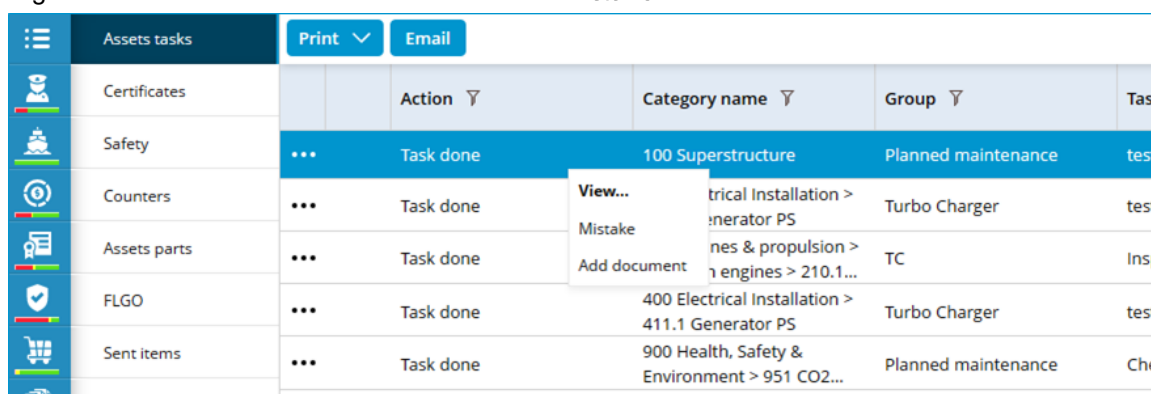 Assets tasks
Print
Email
Certificates
Action
Category name
Group
Safety
Task done
100 Superstructure
Planned maintenance
Counters
Task done
View...
trical Installation >
PS
Turbo Charger
Mistake
Assets parts
Task done
nes & propulsion >
engines > 210.1...
TC
Add document
FLGO
Task done
400 Electrical Installation >
411.1 Generator PS
Turbo Charger
Sent items
Task done
900 Health, Safety &
Environment > 951 CO2...
Planned maintenance